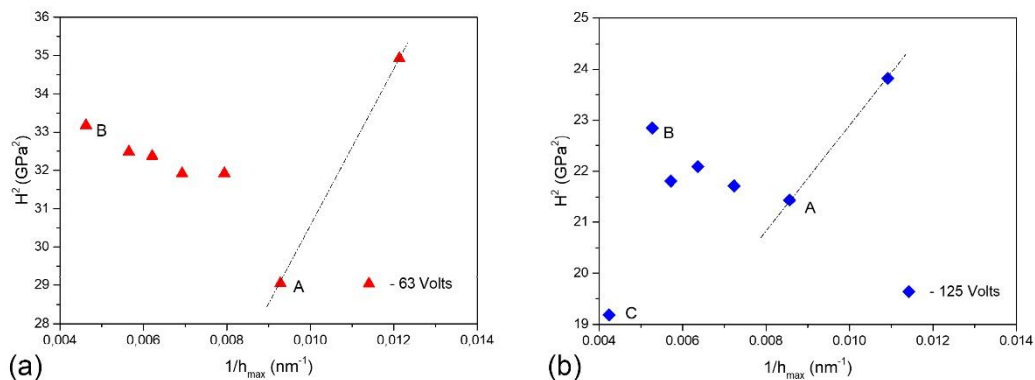 36
35
34
33
32
31
30
29
28
H² (GPa²)
B
A
- 63 Volts
0,004 0,006 0,008 0,010 0,012 0,014
1/hmax (nm⁻¹)
(a)
25
24
23
22
21
20
19
H² (GPa²)
B
A
- 125 Volts
C
0.004 0.006 0.008 0.010 0.012 0.014
1/hmax (nm⁻¹)
(b)